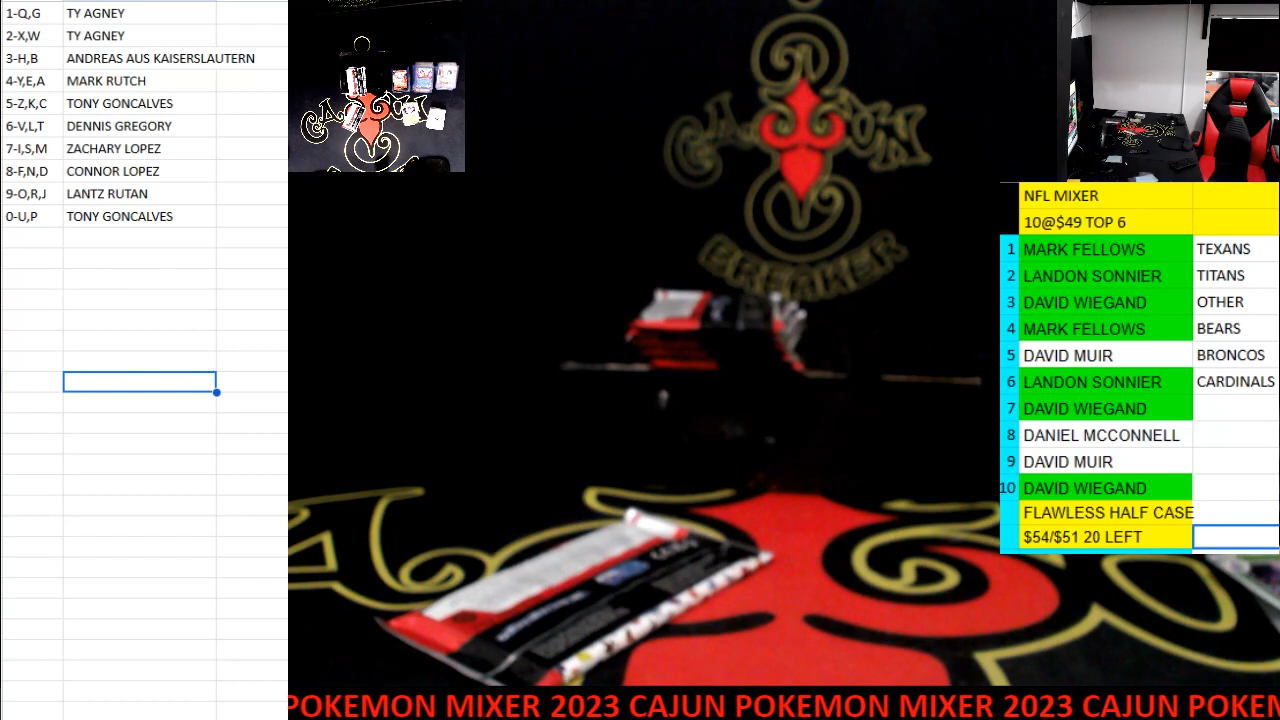 1-Q,G TY AGNEY
2-X,W TY AGNEY
3-H,B ANDREAS AUS KAISERSLAUTERN
4-Y,E,A MARK RUTCH
5-Z,K,C TONY GONCALVES
6-V,L,T DENNIS GREGORY
7-I,S,M ZACHARY LOPEZ
8-F,N,D CONNOR LOPEZ
9-O,R,J LANTZ RUTAN
0-U,P TONY GONCALVES
CAJUN
BREAKER
NFL MIXER
10@$49 TOP 6
1 MARK FELLOWS TEXANS
2 LANDON SONNIER TITANS
3 DAVID WIEGAND OTHER
4 MARK FELLOWS BEARS
5 DAVID MUIR BRONCOS
6 LANDON SONNIER CARDINALS
7 DAVID WIEGAND
8 DANIEL MCCONNELL
9 DAVID MUIR
10 DAVID WIEGAND
FLAWLESS HALF CASE
$54/$51 20 LEFT
POKEMON MIXER 2023 CAJUN POKEMON MIXER 2023 CAJUN POKEM